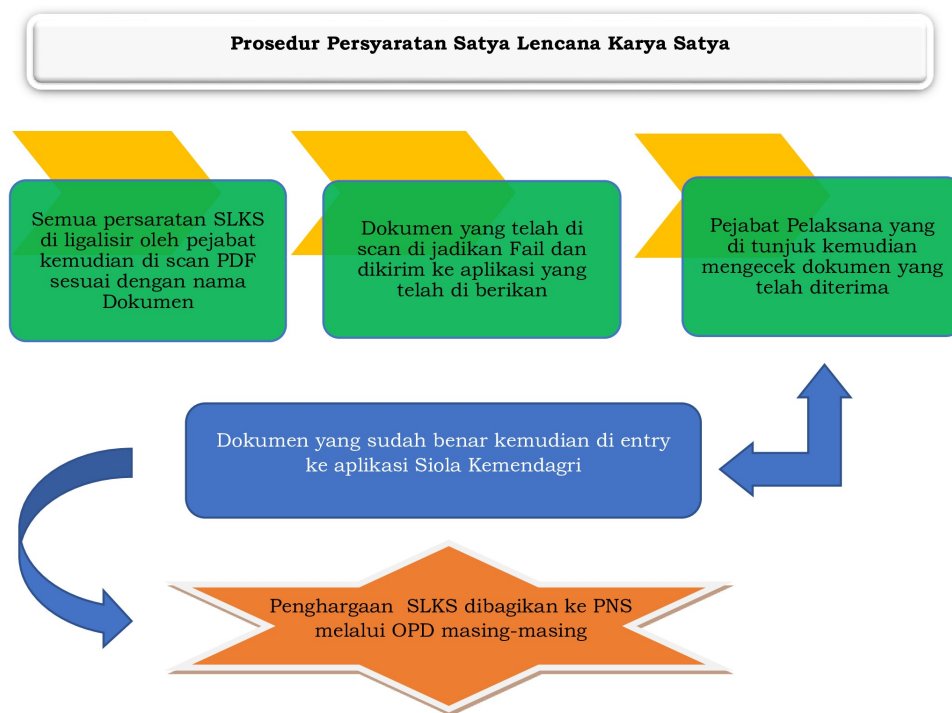 Prosedur Persyaratan Satya Lencana Karya Satya
Semua persaratan SLKS
di ligalisir oleh pejabat
kemudian di scan PDF
sesuai dengan nama
Dokumen
Dokumen yang telah di
scan di jadikan Fail dan
dikirim ke aplikasi yang
telah di berikan
Pejabat Pelaksana yang
di tunjuk kemudian
mengecek dokumen yang
telah diterima
Dokumen yang sudah benar kemudian di entry
ke aplikasi Siola Kemendagri
Penghargaan SLKS dibagikan ke PNS
melalui OPD masing-masing